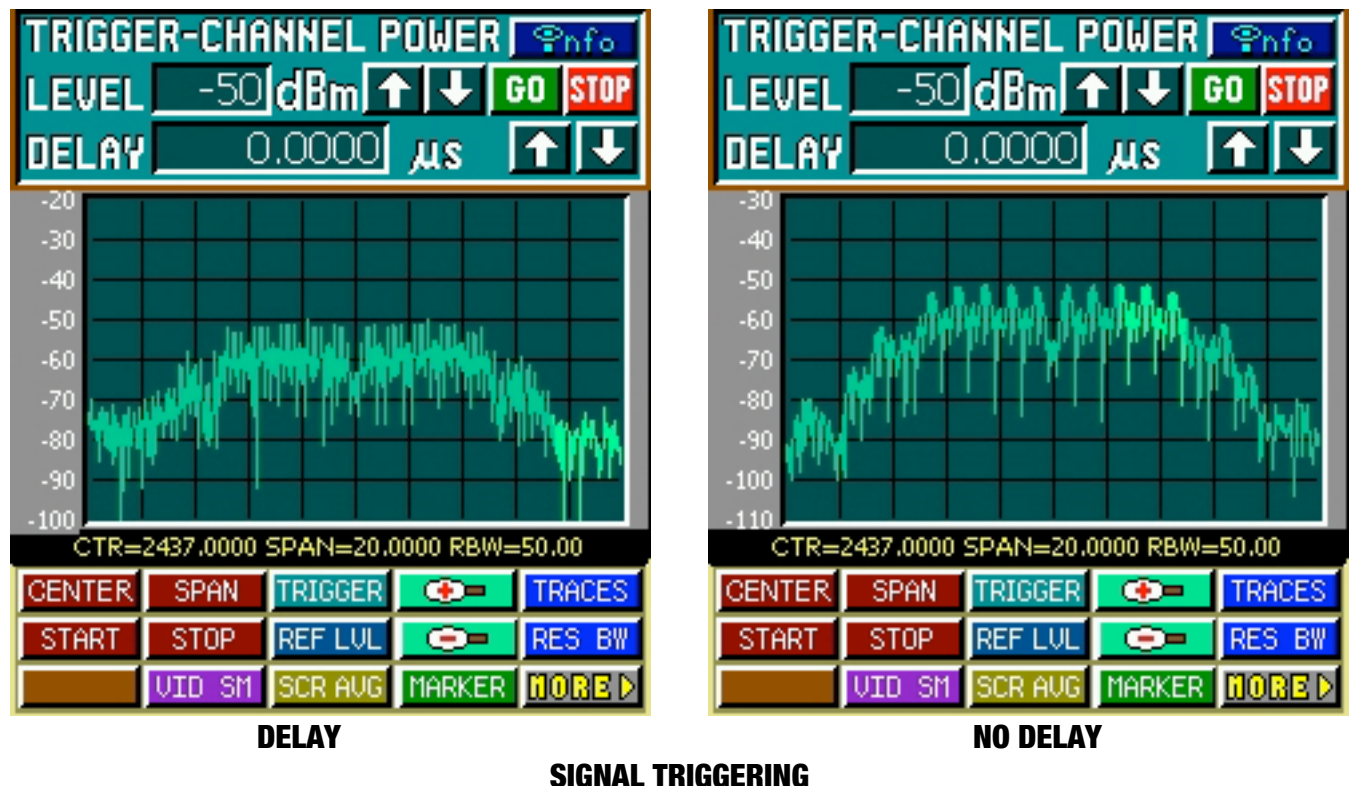 TRIGGER-CHANNEL POWER nfo
LEVEL -50 dBm GO STOP
DELAY 0.0000 µs
-20
-30
-40
-50
-60
-70
-80
-90
-100
CTR=2437.0000 SPAN=20.0000 RBW=50.00
CENTER SPAN TRIGGER TRACES
START STOP REF LVL RES BW
VID SM SCR AVG MARKER MORE
DELAY
TRIGGER-CHANNEL POWER nfo
LEVEL -50 dBm GO STOP
DELAY 0.0000 µs
-30
-40
-50
-60
-70
-80
-90
-100
-110
CTR=2437.0000 SPAN=20.0000 RBW=50.00
CENTER SPAN TRIGGER TRACES
START STOP REF LVL RES BW
VID SM SCR AVG MARKER MORE
NO DELAY
SIGNAL TRIGGERING